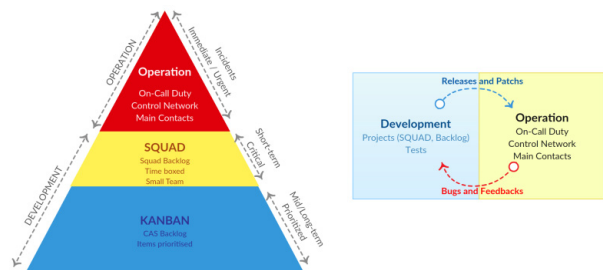 OPERATION
Operation
On-Call Duty
Control Network
Main Contacts
Incidents
Immediate / Urgent
SQUAD
Squad Backlog
Time boxed
Small Team
Short-term
Critical
DEVELOPMENT
KANBAN
CAS Backlog
Items prioritised
Mid/Long-term
Prioritized
Releases and Patchs
Development
Projects (SQUAD, Backlog)
Tests
Operation
On-Call Duty
Control Network
Main Contacts
Bugs and Feedbacks